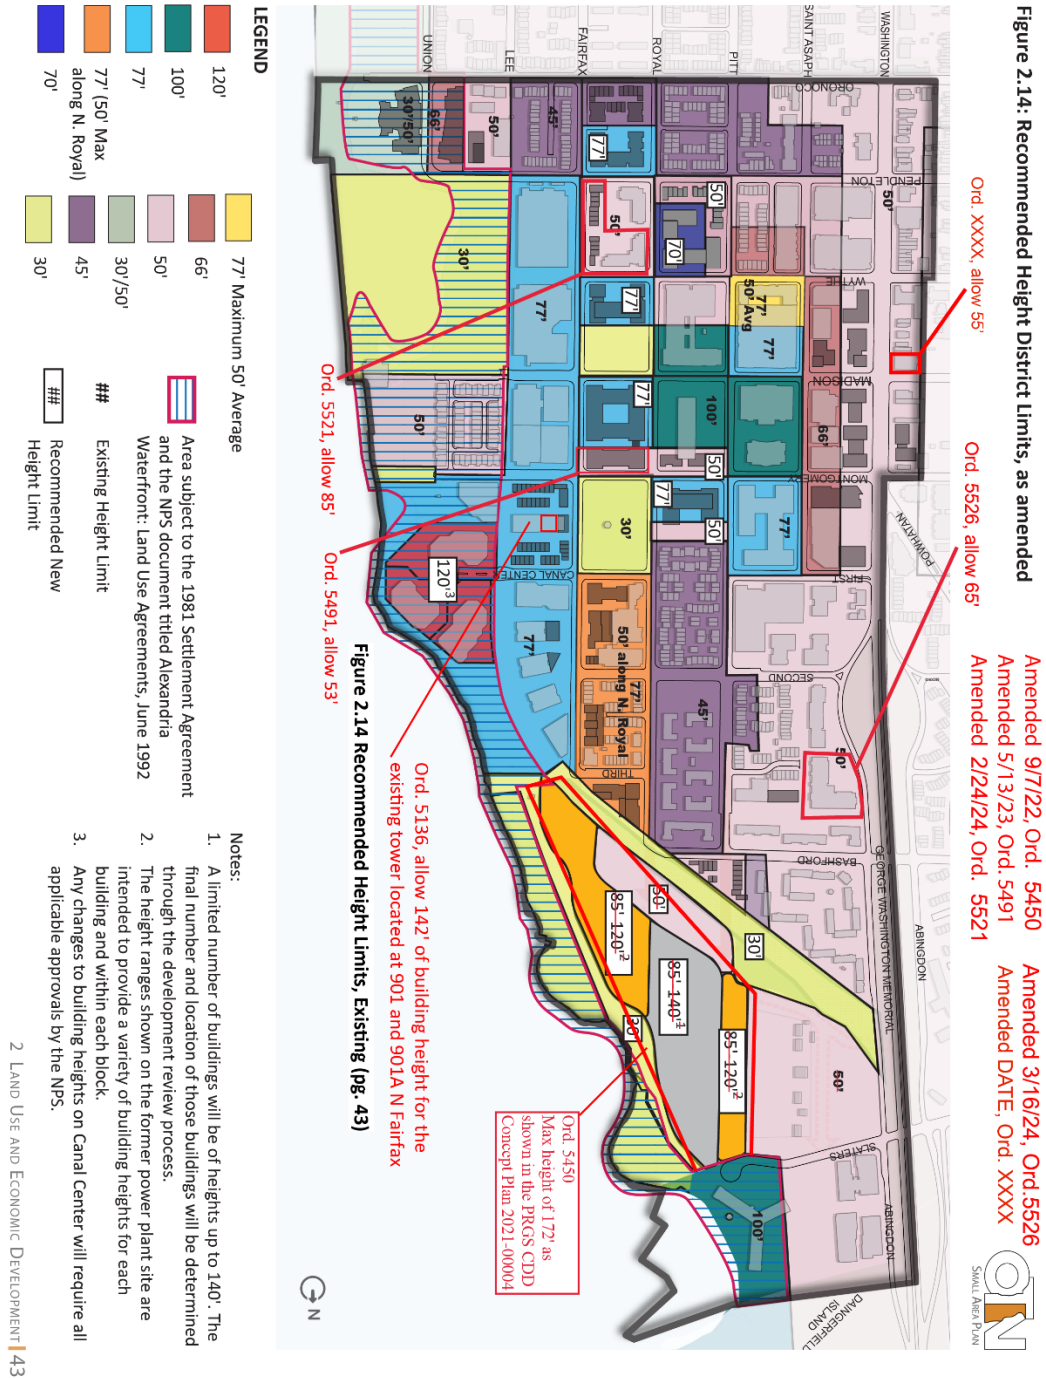 Figure 2.14: Recommended Height District Limits, as amended
Amended 9/7/22, Ord. 5450
Amended 5/13/23, Ord. 5491
Amended 2/24/24, Ord. 5521
Amended 3/16/24, Ord.5526
Amended DATE, Ord. XXXX
ON
SMALL AREA PLAN
Ord. XXXX, allow 55'
Ord. 5526, allow 65'
WASHINGTON
SAINT ASAPH
PITT
ROYAL
FAIRFAX
LEE
UNION
ORONOCO
PENDLETON
WYTHE
MADISON
MONTGOMERY
POWHATAN
FIRST
SECOND
THIRD
CANAL CENTER
BASHFORD
GEORGE WASHINGTON MEMORIAL
ABINGDON
SLATERS
ABINGDON
DAINGERFIELD
ISLAND
50'
50'
50'
45'
77'
50'
50'
66'
30'/50'
50'
70'
77'
50' Avg
77'
77'
77'
30'
100'
66'
77'
50'
50'
77'
50'
77'
30'
120'3
77'
77'
50' along N. Royal
45'
50'
30'
85' 120'2
85' 140'1
85' 120'2
30'
50'
100'
Ord. 5521, allow 85'
Ord. 5491, allow 53'
Ord. 5136, allow 142' of building height for the
existing tower located at 901 and 901A N Fairfax
Ord. 5450
Max height of 172' as
shown in the PRGS CDD
Concept Plan 2021-00004
Figure 2.14 Recommended Height Limits, Existing (pg. 43)
N
LEGEND
120'
100'
77'
77' (50' Max
along N. Royal)
70'
77' Maximum 50' Average
66'
50'
30'/50'
45'
30'
Area subject to the 1981 Settlement Agreement
and the NPS document titled Alexandria
Waterfront: Land Use Agreements, June 1992
## Existing Height Limit
## Recommended New
Height Limit
Notes:
1. A limited number of buildings will be of heights up to 140'. The
final number and location of those buildings will be determined
through the development review process.
2. The height ranges shown on the former power plant site are
intended to provide a variety of building heights for each
building and within each block.
3. Any changes to building heights on Canal Center will require all
applicable approvals by the NPS.
2 LAND USE AND ECONOMIC DEVELOPMENT | 43